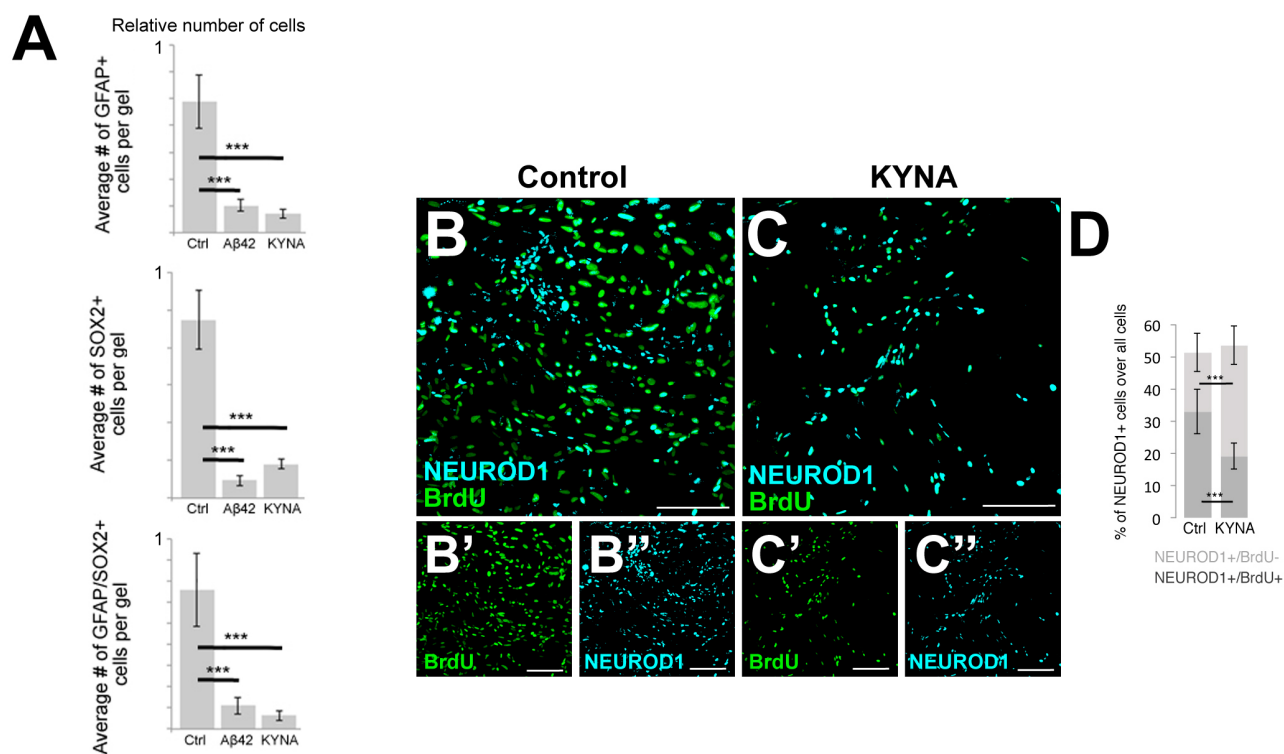 A
Relative number of cells
1
Average # of GFAP+
cells per gel
***
***
Ctrl Aβ42 KYNA
1
Average # of SOX2+
cells per gel
***
***
Ctrl Aβ42 KYNA
1
Average # of GFAP/SOX2+
cells per gel
***
***
Ctrl Aβ42 KYNA
Control
KYNA
B
NEUROD1
BrdU
C
NEUROD1
BrdU
B’
BrdU
B’’
NEUROD1
C’
BrdU
C’’
NEUROD1
D
% of NEUROD1+ cells over all cells
60
50
40
30
20
10
0
***
***
Ctrl KYNA
NEUROD1+/BrdU-
NEUROD1+/BrdU+